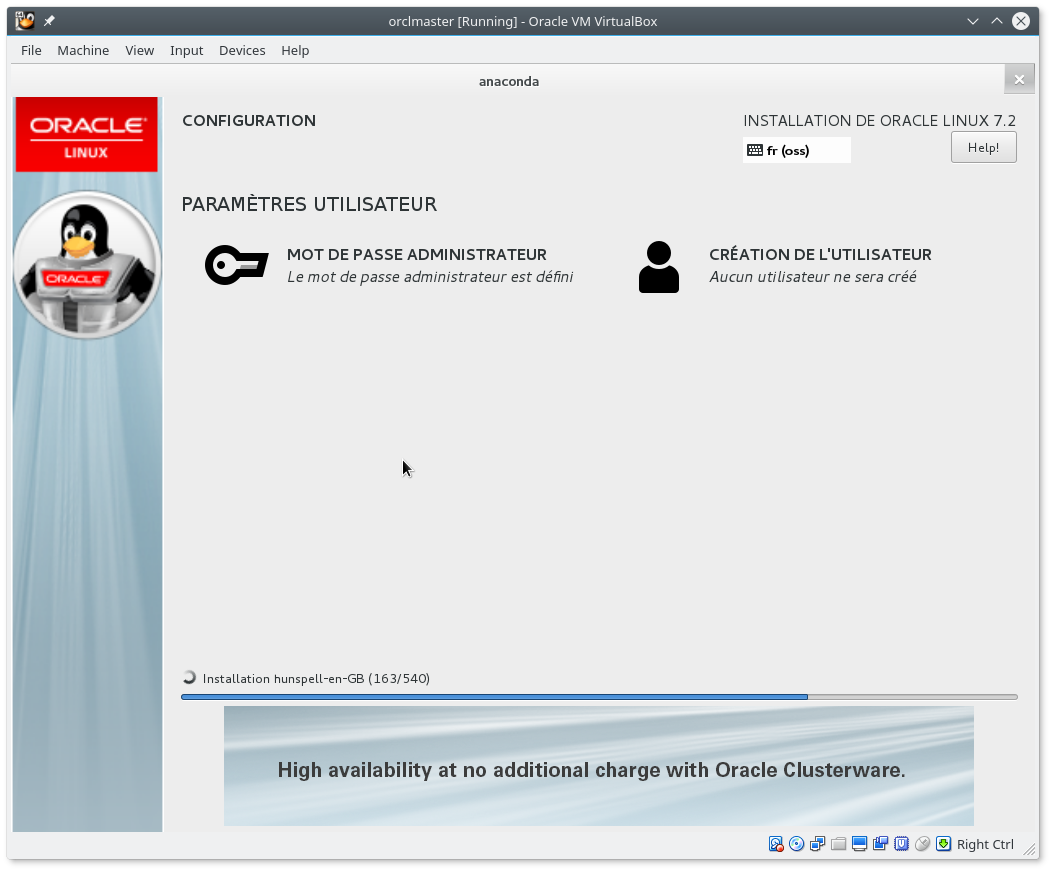 orclmaster [Running] - Oracle VM VirtualBox
File Machine View Input Devices Help
anaconda
ORACLE
LINUX
CONFIGURATION
INSTALLATION DE ORACLE LINUX 7.2
fr (oss)
Help!
PARAMÈTRES UTILISATEUR
MOT DE PASSE ADMINISTRATEUR
Le mot de passe administrateur est défini
CRÉATION DE L'UTILISATEUR
Aucun utilisateur ne sera créé
ORACLE
Installation hunspell-en-GB (163/540)
High availability at no additional charge with Oracle Clusterware.
Right Ctrl